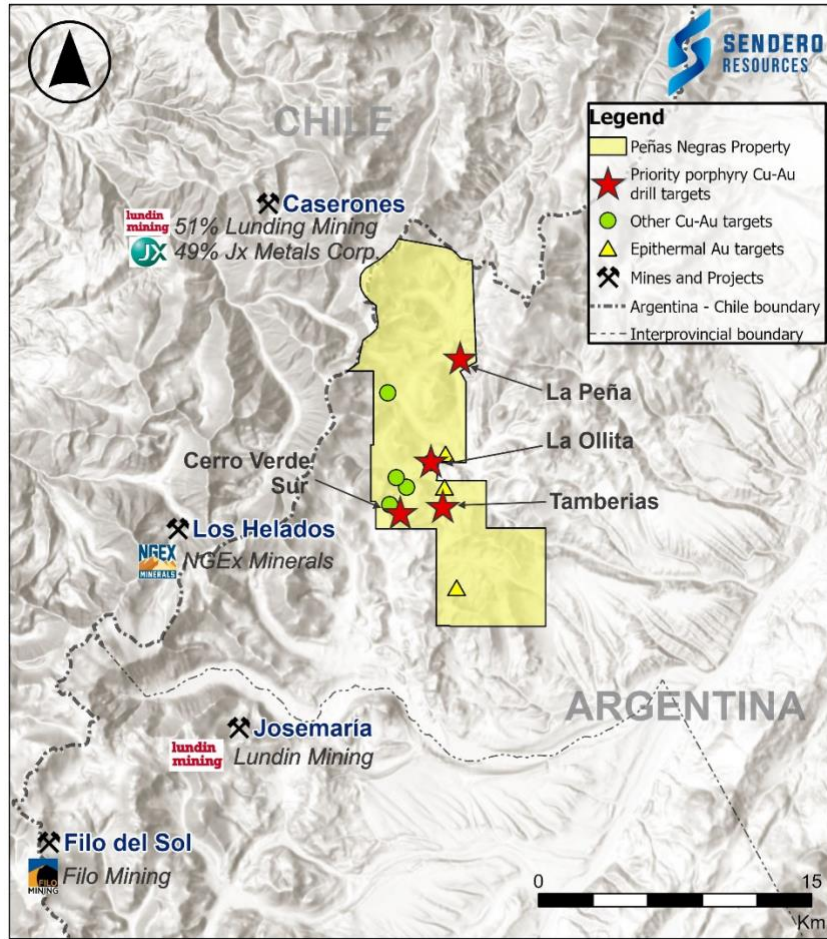 SENDERO
RESOURCES
Legend
Peñas Negras Property
Priority porphyry Cu-Au
drill targets
Other Cu-Au targets
Epithermal Au targets
Mines and Projects
Argentina - Chile boundary
Interprovincial boundary
CHILE
Caserones
lundin
mining
51% Lunding Mining
JX
49% Jx Metals Corp.
La Peña
La Ollita
Cerro Verde
Sur
Tamberias
Los Helados
NGEX
MINERALS
NGEx Minerals
ARGENTINA
Josemaría
lundin
mining
Lundin Mining
Filo del Sol
FILO
MINING
Filo Mining
0
15
Km